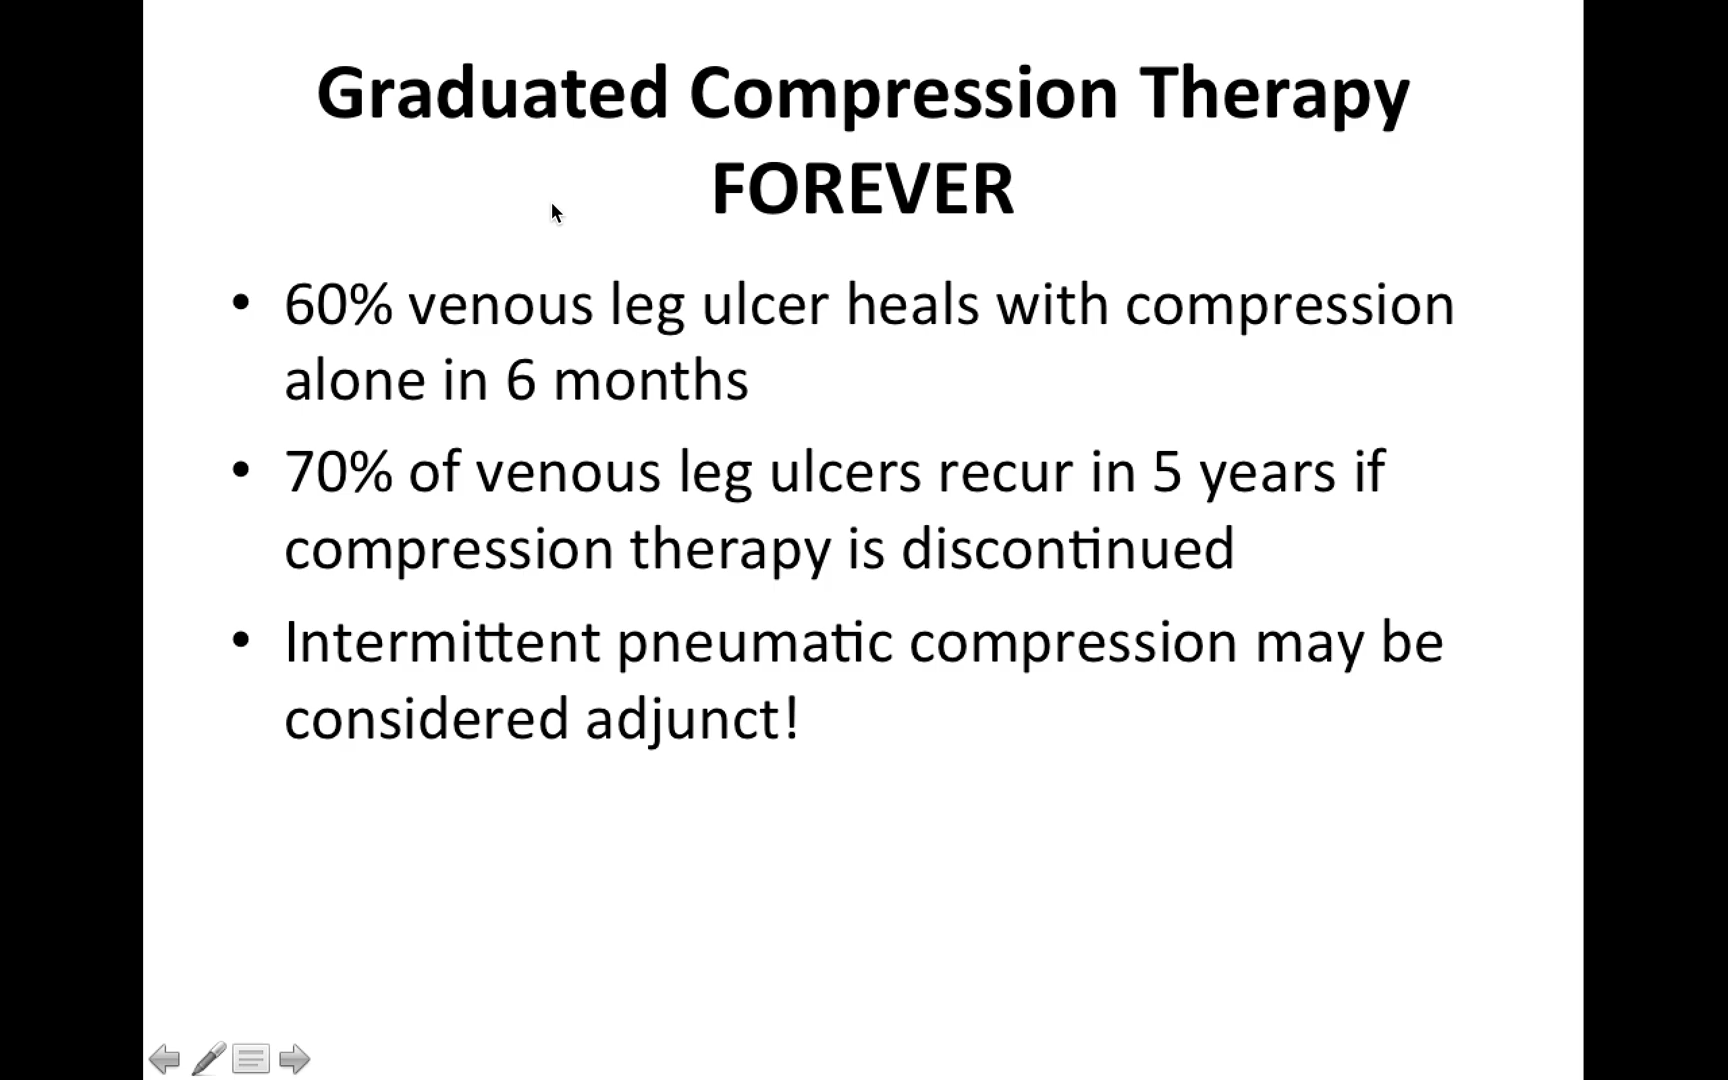 Graduated Compression Therapy
FOREVER
• 60% venous leg ulcer heals with compression
alone in 6 months
• 70% of venous leg ulcers recur in 5 years if
compression therapy is discontinued
• Intermittent pneumatic compression may be
considered adjunct!